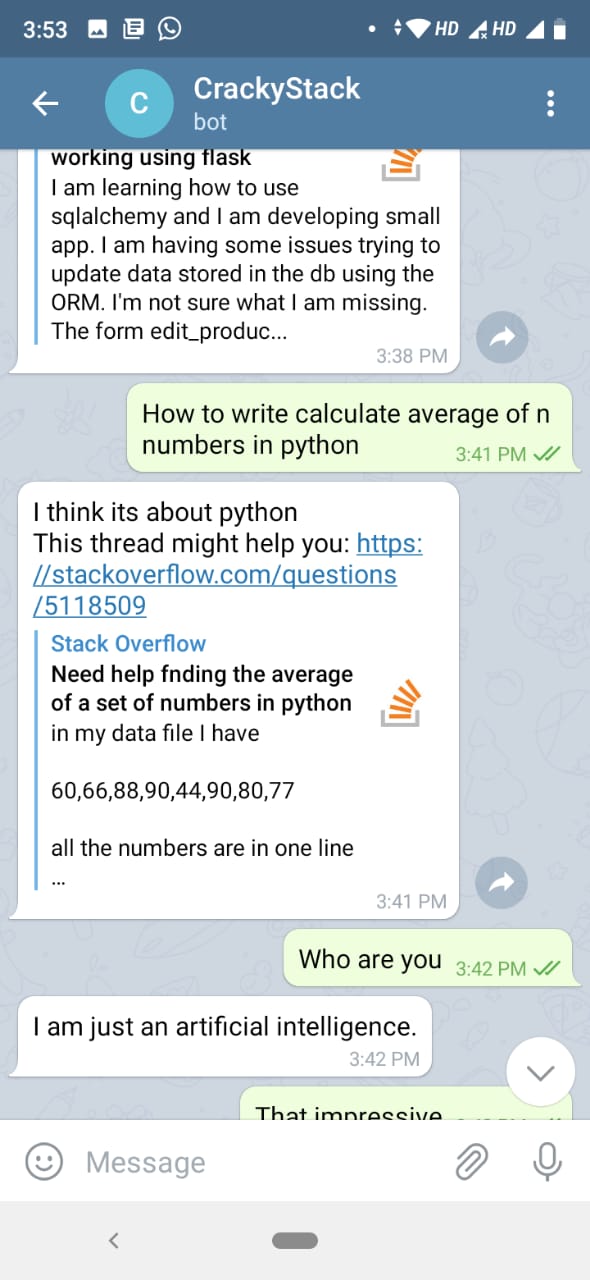 3:53
HD
HD
C
CrackyStack
bot
working using flask
I am learning how to use
sqlalchemy and I am developing small
app. I am having some issues trying to
update data stored in the db using the
ORM. I'm not sure what I am missing.
The form edit_produc...
3:38 PM
How to write calculate average of n
numbers in python
3:41 PM
I think its about python
This thread might help you: https:
//stackoverflow.com/questions
/5118509
Stack Overflow
Need help fnding the average
of a set of numbers in python
in my data file I have
60,66,88,90,44,90,80,77
all the numbers are in one line
...
3:41 PM
Who are you
3:42 PM
I am just an artificial intelligence.
3:42 PM
That impressive
Message